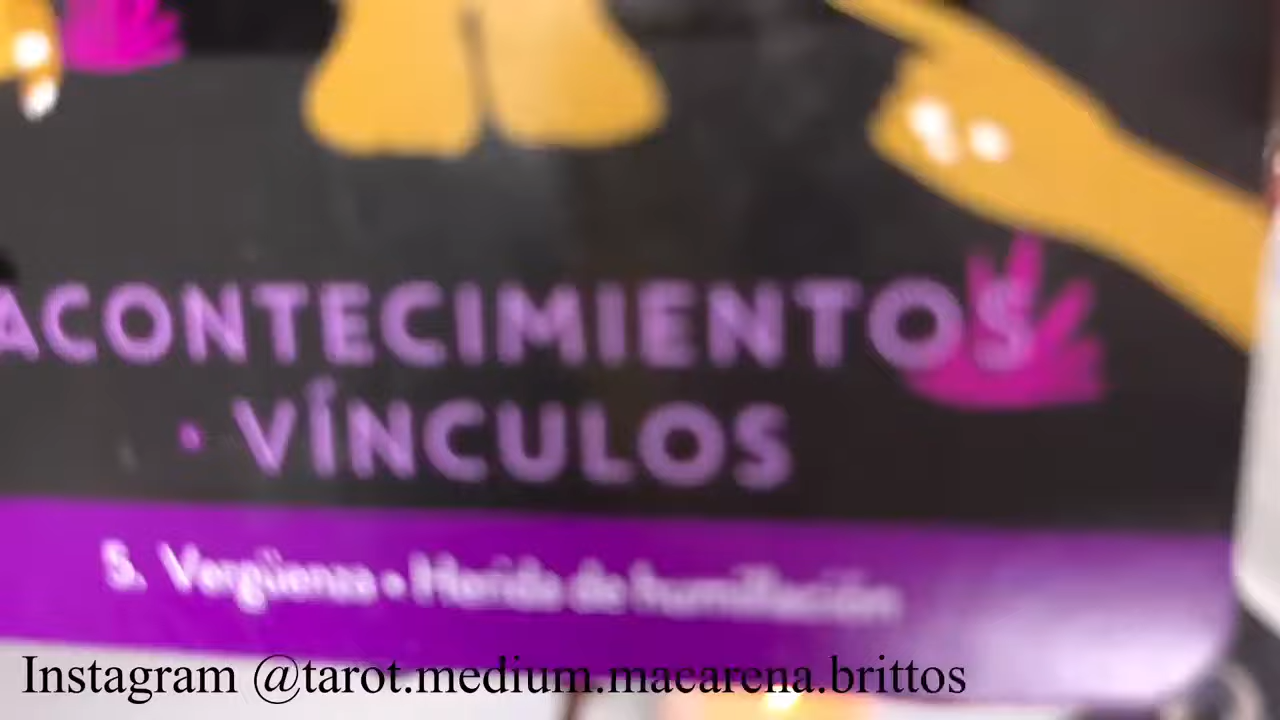 ACONTECIMIENTOS
· VÍNCULOS
5. Vergüenza • Herida de humillación
Instagram @tarot.medium.macarena.brittos